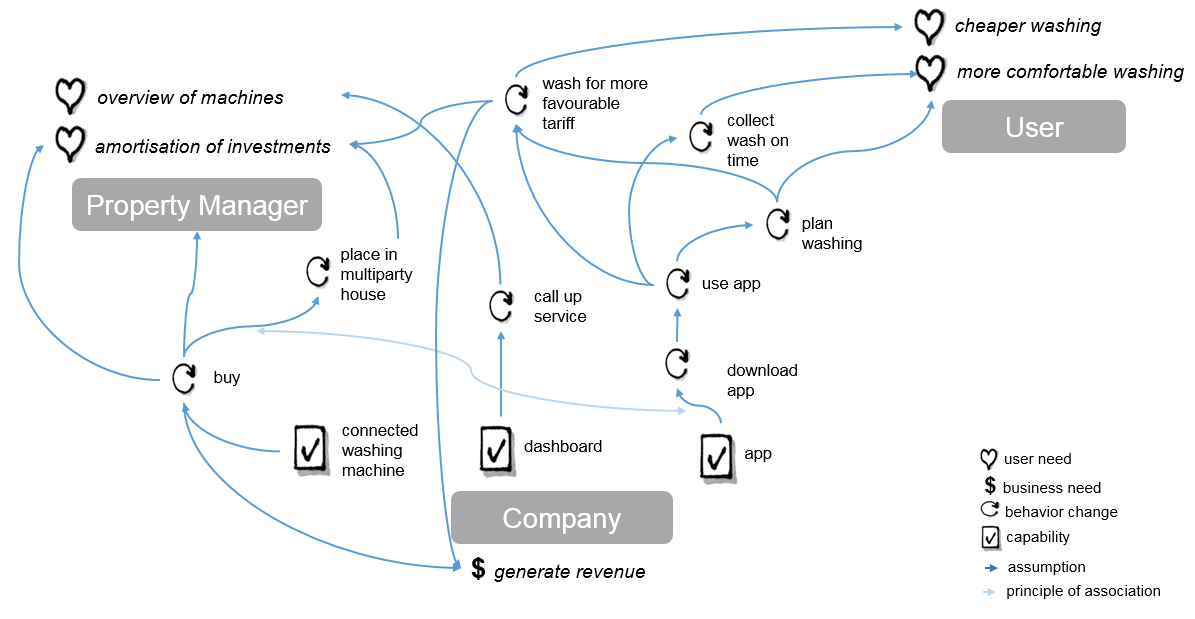 cheaper washing
more comfortable washing
User
overview of machines
amortisation of investments
Property Manager
wash for more
favourable
tariff
collect
wash on
time
plan
washing
place in
multiparty
house
call up
service
use app
buy
download
app
connected
washing
machine
dashboard
app
Company
$ generate revenue
user need
$ business need
behavior change
capability
assumption
principle of association